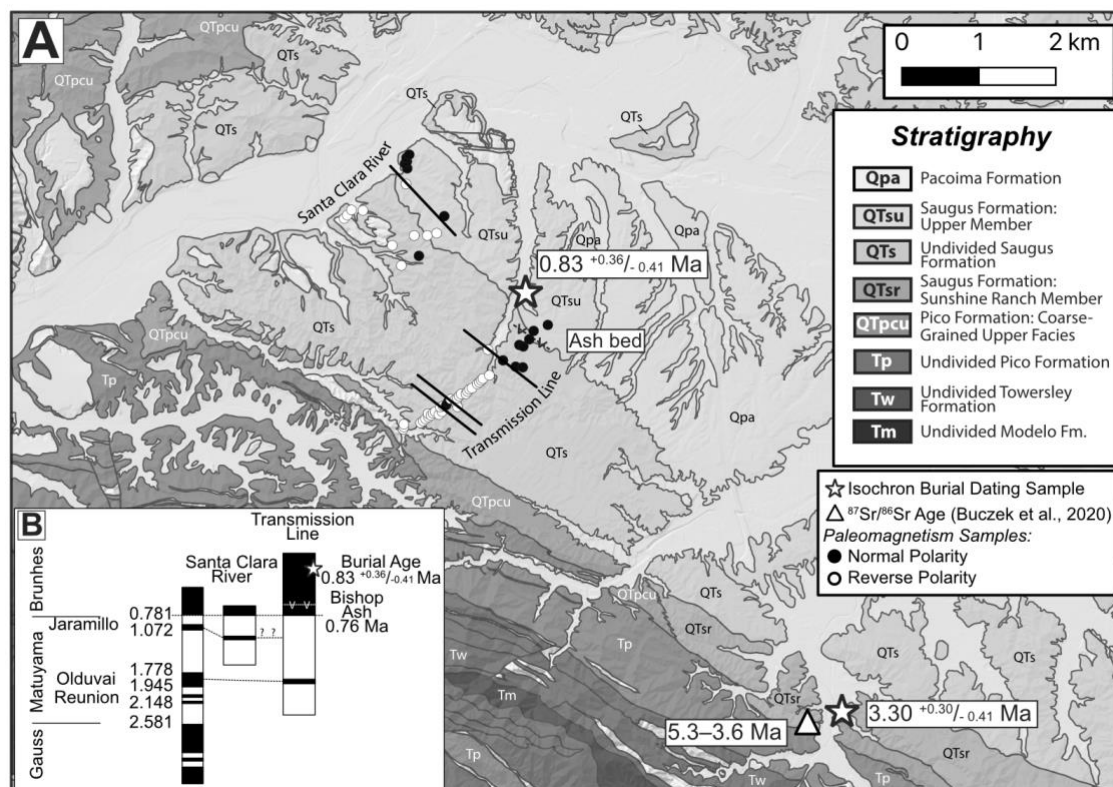 A
QTpcu
QTs
QTpcu
QTs
QTs
QTs
0 1 2 km
Santa Clara River
QTsu
Qpa
Qpa
0.83 +0.36/-0.41 Ma
QTsu
Ash bed
QTs
QTpcu
Tp
Transmission Line
Qpa
QTs
QTpcu
QTpcu
QTs
QTsr
QTs
QTs
Tp
Tw
Tm
QTsr
3.30 +0.30/-0.41 Ma
5.3–3.6 Ma
QTsr
Tp
Tw
Tp
Stratigraphy
Qpa Pacoima Formation
QTsu Saugus Formation:
Upper Member
QTs Undivided Saugus
Formation
QTsr Saugus Formation:
Sunshine Ranch Member
QTpcu Pico Formation: Coarse-
Grained Upper Facies
Tp Undivided Pico Formation
Tw Undivided Towersley
Formation
Tm Undivided Modelo Fm.
Isochron Burial Dating Sample
87Sr/86Sr Age (Buczek et al., 2020)
Paleomagnetism Samples:
Normal Polarity
Reverse Polarity
B
Transmission
Line
Santa Clara
River
Burial Age
0.83 +0.36/-0.41 Ma
Bishop
Ash
0.76 Ma
Brunhes
Matuyama
Gauss
0.781
Jaramillo
1.072
? ?
1.778
Olduvai
1.945
Reunion
2.148
2.581
v v